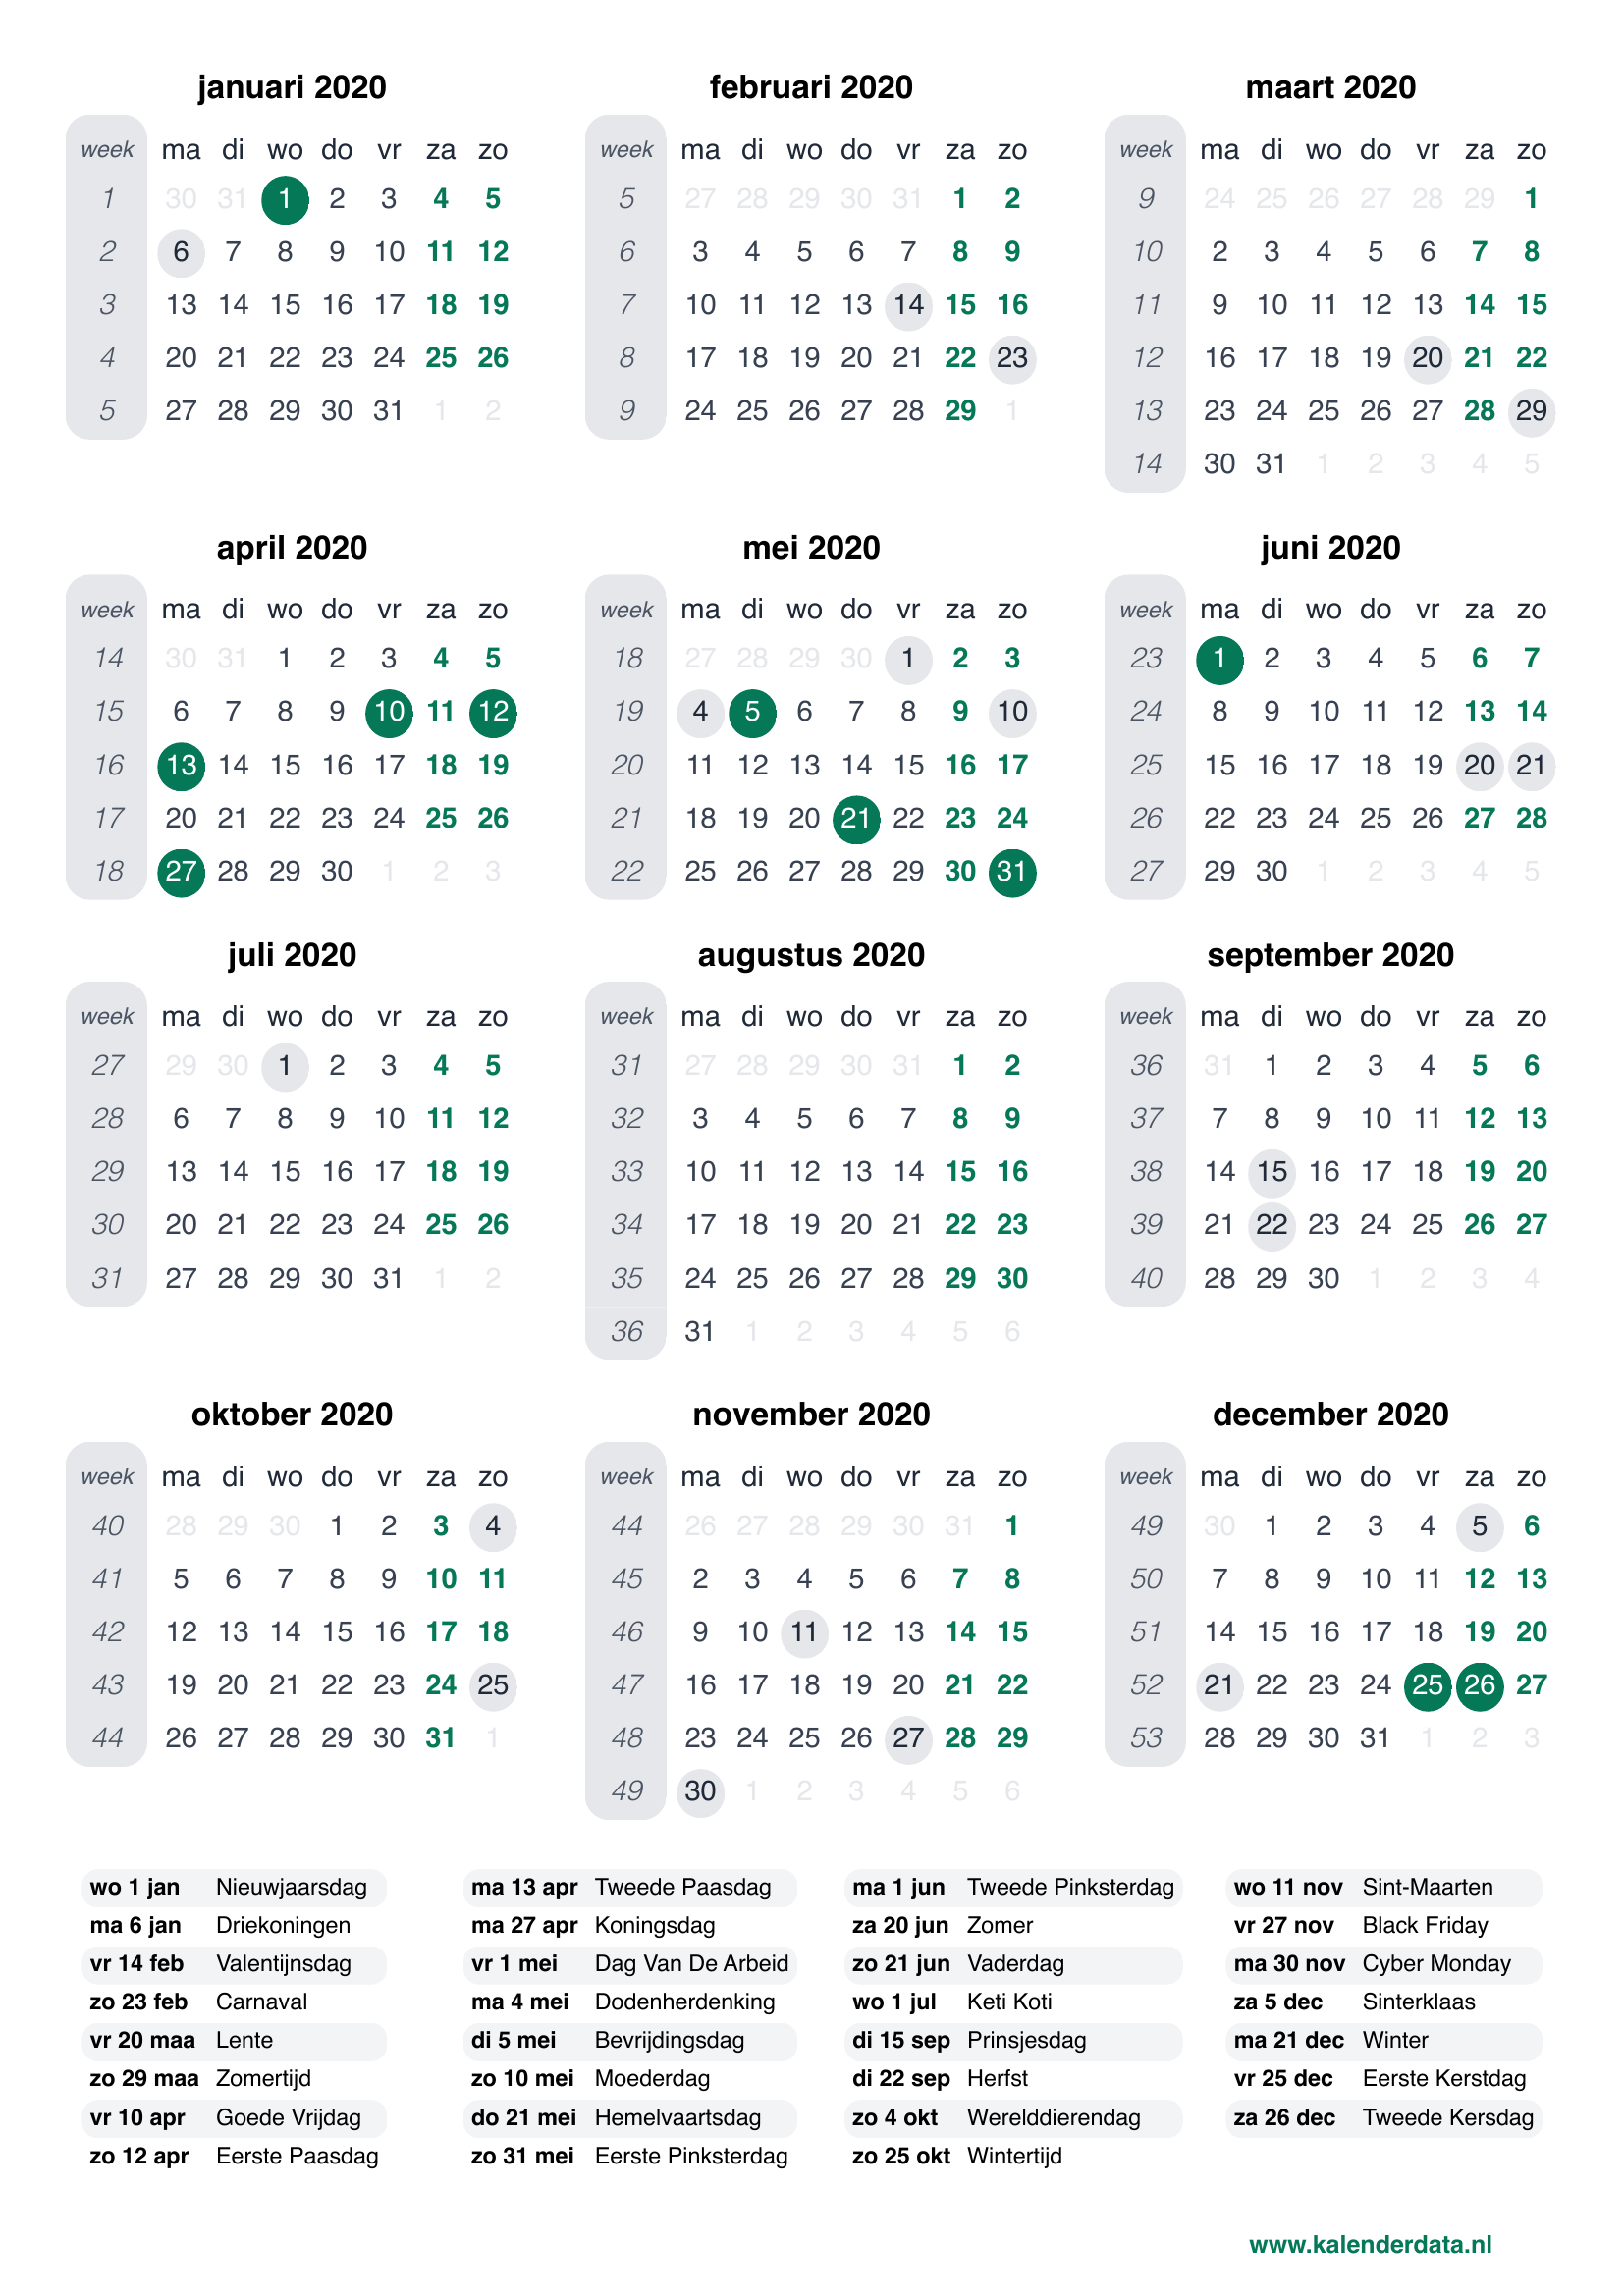 januari 2020
week ma di wo do vr za zo
1 30 31 1 2 3 4 5
2 6 7 8 9 10 11 12
3 13 14 15 16 17 18 19
4 20 21 22 23 24 25 26
5 27 28 29 30 31 1 2
februari 2020
week ma di wo do vr za zo
5 27 28 29 30 31 1 2
6 3 4 5 6 7 8 9
7 10 11 12 13 14 15 16
8 17 18 19 20 21 22 23
9 24 25 26 27 28 29 1
maart 2020
week ma di wo do vr za zo
9 24 25 26 27 28 29 1
10 2 3 4 5 6 7 8
11 9 10 11 12 13 14 15
12 16 17 18 19 20 21 22
13 23 24 25 26 27 28 29
14 30 31 1 2 3 4 5
april 2020
week ma di wo do vr za zo
14 30 31 1 2 3 4 5
15 6 7 8 9 10 11 12
16 13 14 15 16 17 18 19
17 20 21 22 23 24 25 26
18 27 28 29 30 1 2 3
mei 2020
week ma di wo do vr za zo
18 27 28 29 30 1 2 3
19 4 5 6 7 8 9 10
20 11 12 13 14 15 16 17
21 18 19 20 21 22 23 24
22 25 26 27 28 29 30 31
juni 2020
week ma di wo do vr za zo
23 1 2 3 4 5 6 7
24 8 9 10 11 12 13 14
25 15 16 17 18 19 20 21
26 22 23 24 25 26 27 28
27 29 30 1 2 3 4 5
juli 2020
week ma di wo do vr za zo
27 29 30 1 2 3 4 5
28 6 7 8 9 10 11 12
29 13 14 15 16 17 18 19
30 20 21 22 23 24 25 26
31 27 28 29 30 31 1 2
augustus 2020
week ma di wo do vr za zo
31 27 28 29 30 31 1 2
32 3 4 5 6 7 8 9
33 10 11 12 13 14 15 16
34 17 18 19 20 21 22 23
35 24 25 26 27 28 29 30
36 31 1 2 3 4 5 6
september 2020
week ma di wo do vr za zo
36 31 1 2 3 4 5 6
37 7 8 9 10 11 12 13
38 14 15 16 17 18 19 20
39 21 22 23 24 25 26 27
40 28 29 30 1 2 3 4
oktober 2020
week ma di wo do vr za zo
40 28 29 30 1 2 3 4
41 5 6 7 8 9 10 11
42 12 13 14 15 16 17 18
43 19 20 21 22 23 24 25
44 26 27 28 29 30 31 1
november 2020
week ma di wo do vr za zo
44 26 27 28 29 30 31 1
45 2 3 4 5 6 7 8
46 9 10 11 12 13 14 15
47 16 17 18 19 20 21 22
48 23 24 25 26 27 28 29
49 30 1 2 3 4 5 6
december 2020
week ma di wo do vr za zo
49 30 1 2 3 4 5 6
50 7 8 9 10 11 12 13
51 14 15 16 17 18 19 20
52 21 22 23 24 25 26 27
53 28 29 30 31 1 2 3
wo 1 jan Nieuwjaarsdag
ma 6 jan Driekoningen
vr 14 feb Valentijnsdag
zo 23 feb Carnaval
vr 20 maa Lente
zo 29 maa Zomertijd
vr 10 apr Goede Vrijdag
zo 12 apr Eerste Paasdag
ma 13 apr Tweede Paasdag
ma 27 apr Koningsdag
vr 1 mei Dag Van De Arbeid
ma 4 mei Dodenherdenking
di 5 mei Bevrijdingsdag
zo 10 mei Moederdag
do 21 mei Hemelvaartsdag
zo 31 mei Eerste Pinksterdag
ma 1 jun Tweede Pinksterdag
za 20 jun Zomer
zo 21 jun Vaderdag
wo 1 jul Keti Koti
di 15 sep Prinsjesdag
di 22 sep Herfst
zo 4 okt Werelddierendag
zo 25 okt Wintertijd
wo 11 nov Sint-Maarten
vr 27 nov Black Friday
ma 30 nov Cyber Monday
za 5 dec Sinterklaas
ma 21 dec Winter
vr 25 dec Eerste Kerstdag
za 26 dec Tweede Kersdag
www.kalenderdata.nl